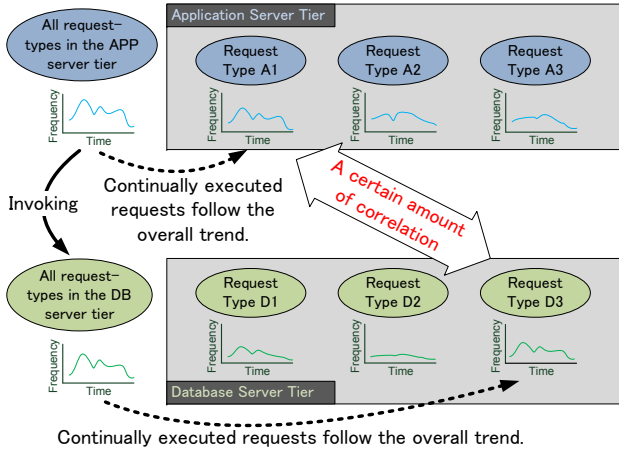 All request-
types in the APP
server tier
Frequency
Time
Application Server Tier
Request
Type A1
Request
Type A2
Request
Type A3
Frequency
Time
Frequency
Time
Frequency
Time
Invoking
Continually executed
requests follow the
overall trend.
A certain amount
of correlation
All request-
types in the DB
server tier
Frequency
Time
Request
Type D1
Request
Type D2
Request
Type D3
Frequency
Time
Frequency
Time
Frequency
Time
Database Server Tier
Continually executed requests follow the overall trend.